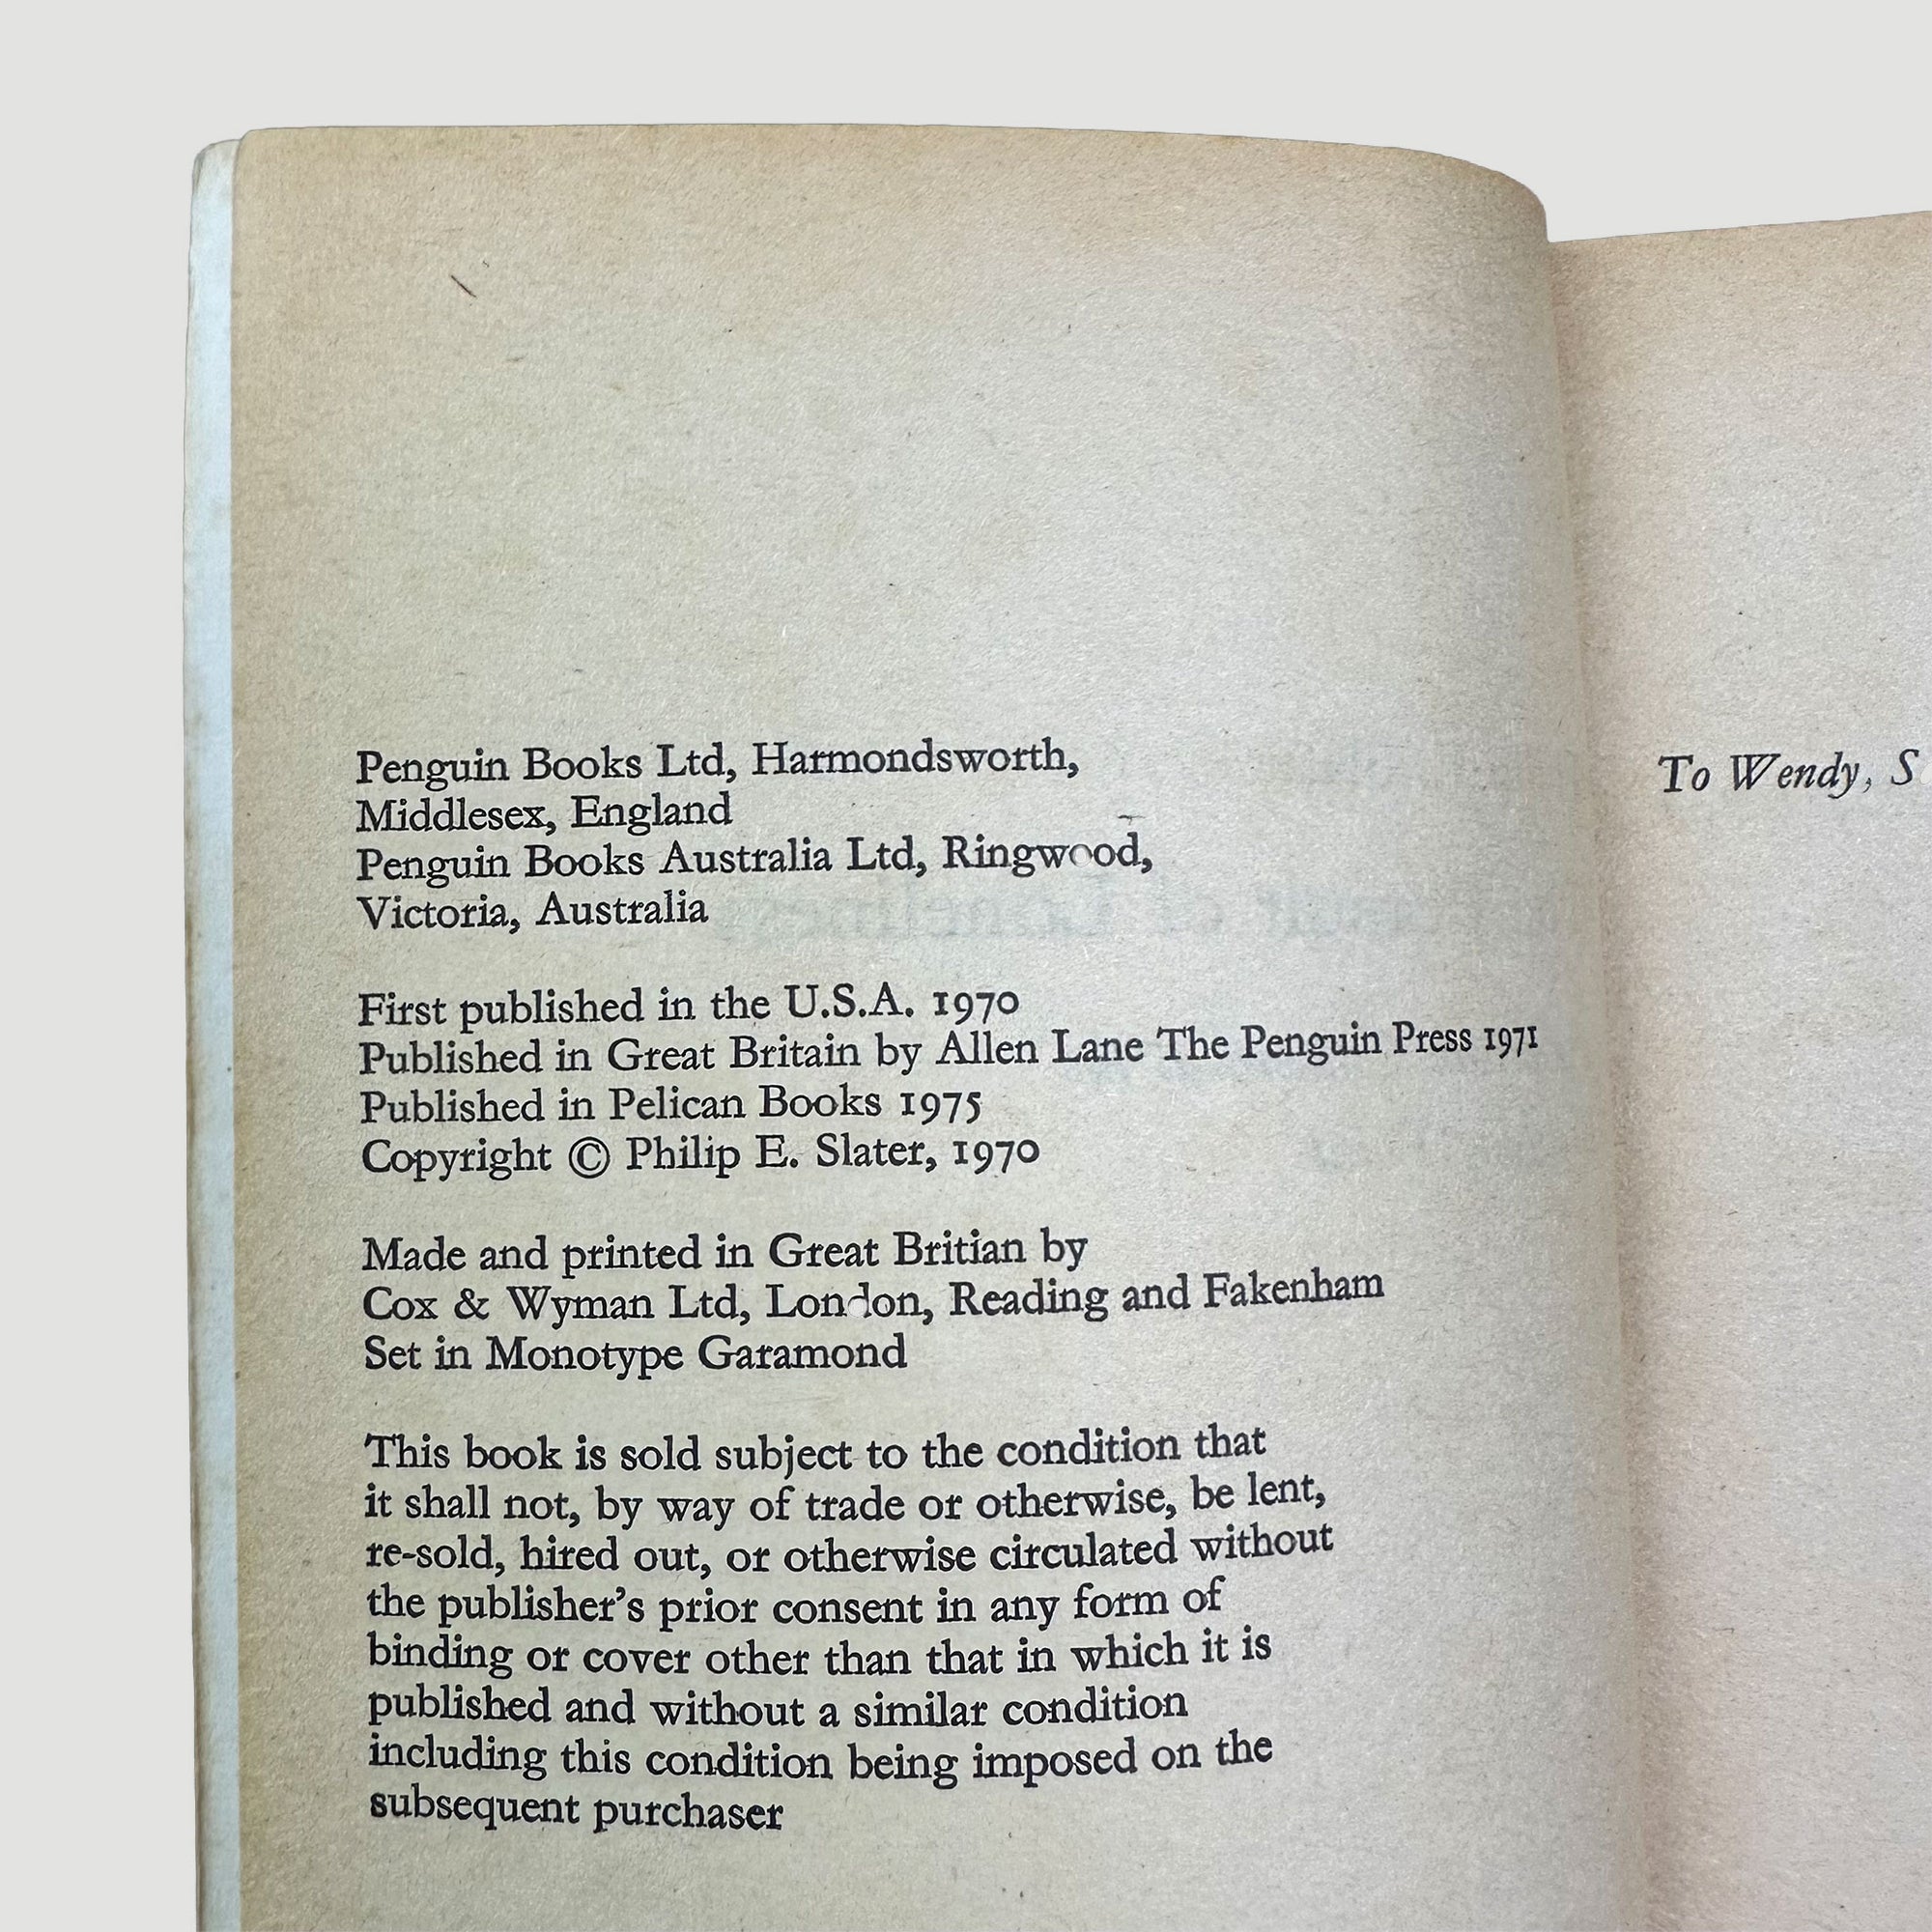 Penguin Books Ltd, Harmondsworth,
Middlesex, England
Penguin Books Australia Ltd, Ringwood,
Victoria, Australia
First published in the U.S.A. 1970
Published in Great Britain by Allen Lane The Penguin Press 1971
Published in Pelican Books 1975
Copyright © Philip E. Slater, 1970
Made and printed in Great Britian by
Cox & Wyman Ltd, London, Reading and Fakenham
Set in Monotype Garamond
This book is sold subject to the condition that
it shall not, by way of trade or otherwise, be lent,
re-sold, hired out, or otherwise circulated without
the publisher's prior consent in any form of
binding or cover other than that in which it is
published and without a similar condition
including this condition being imposed on the
subsequent purchaser
To Wendy, S